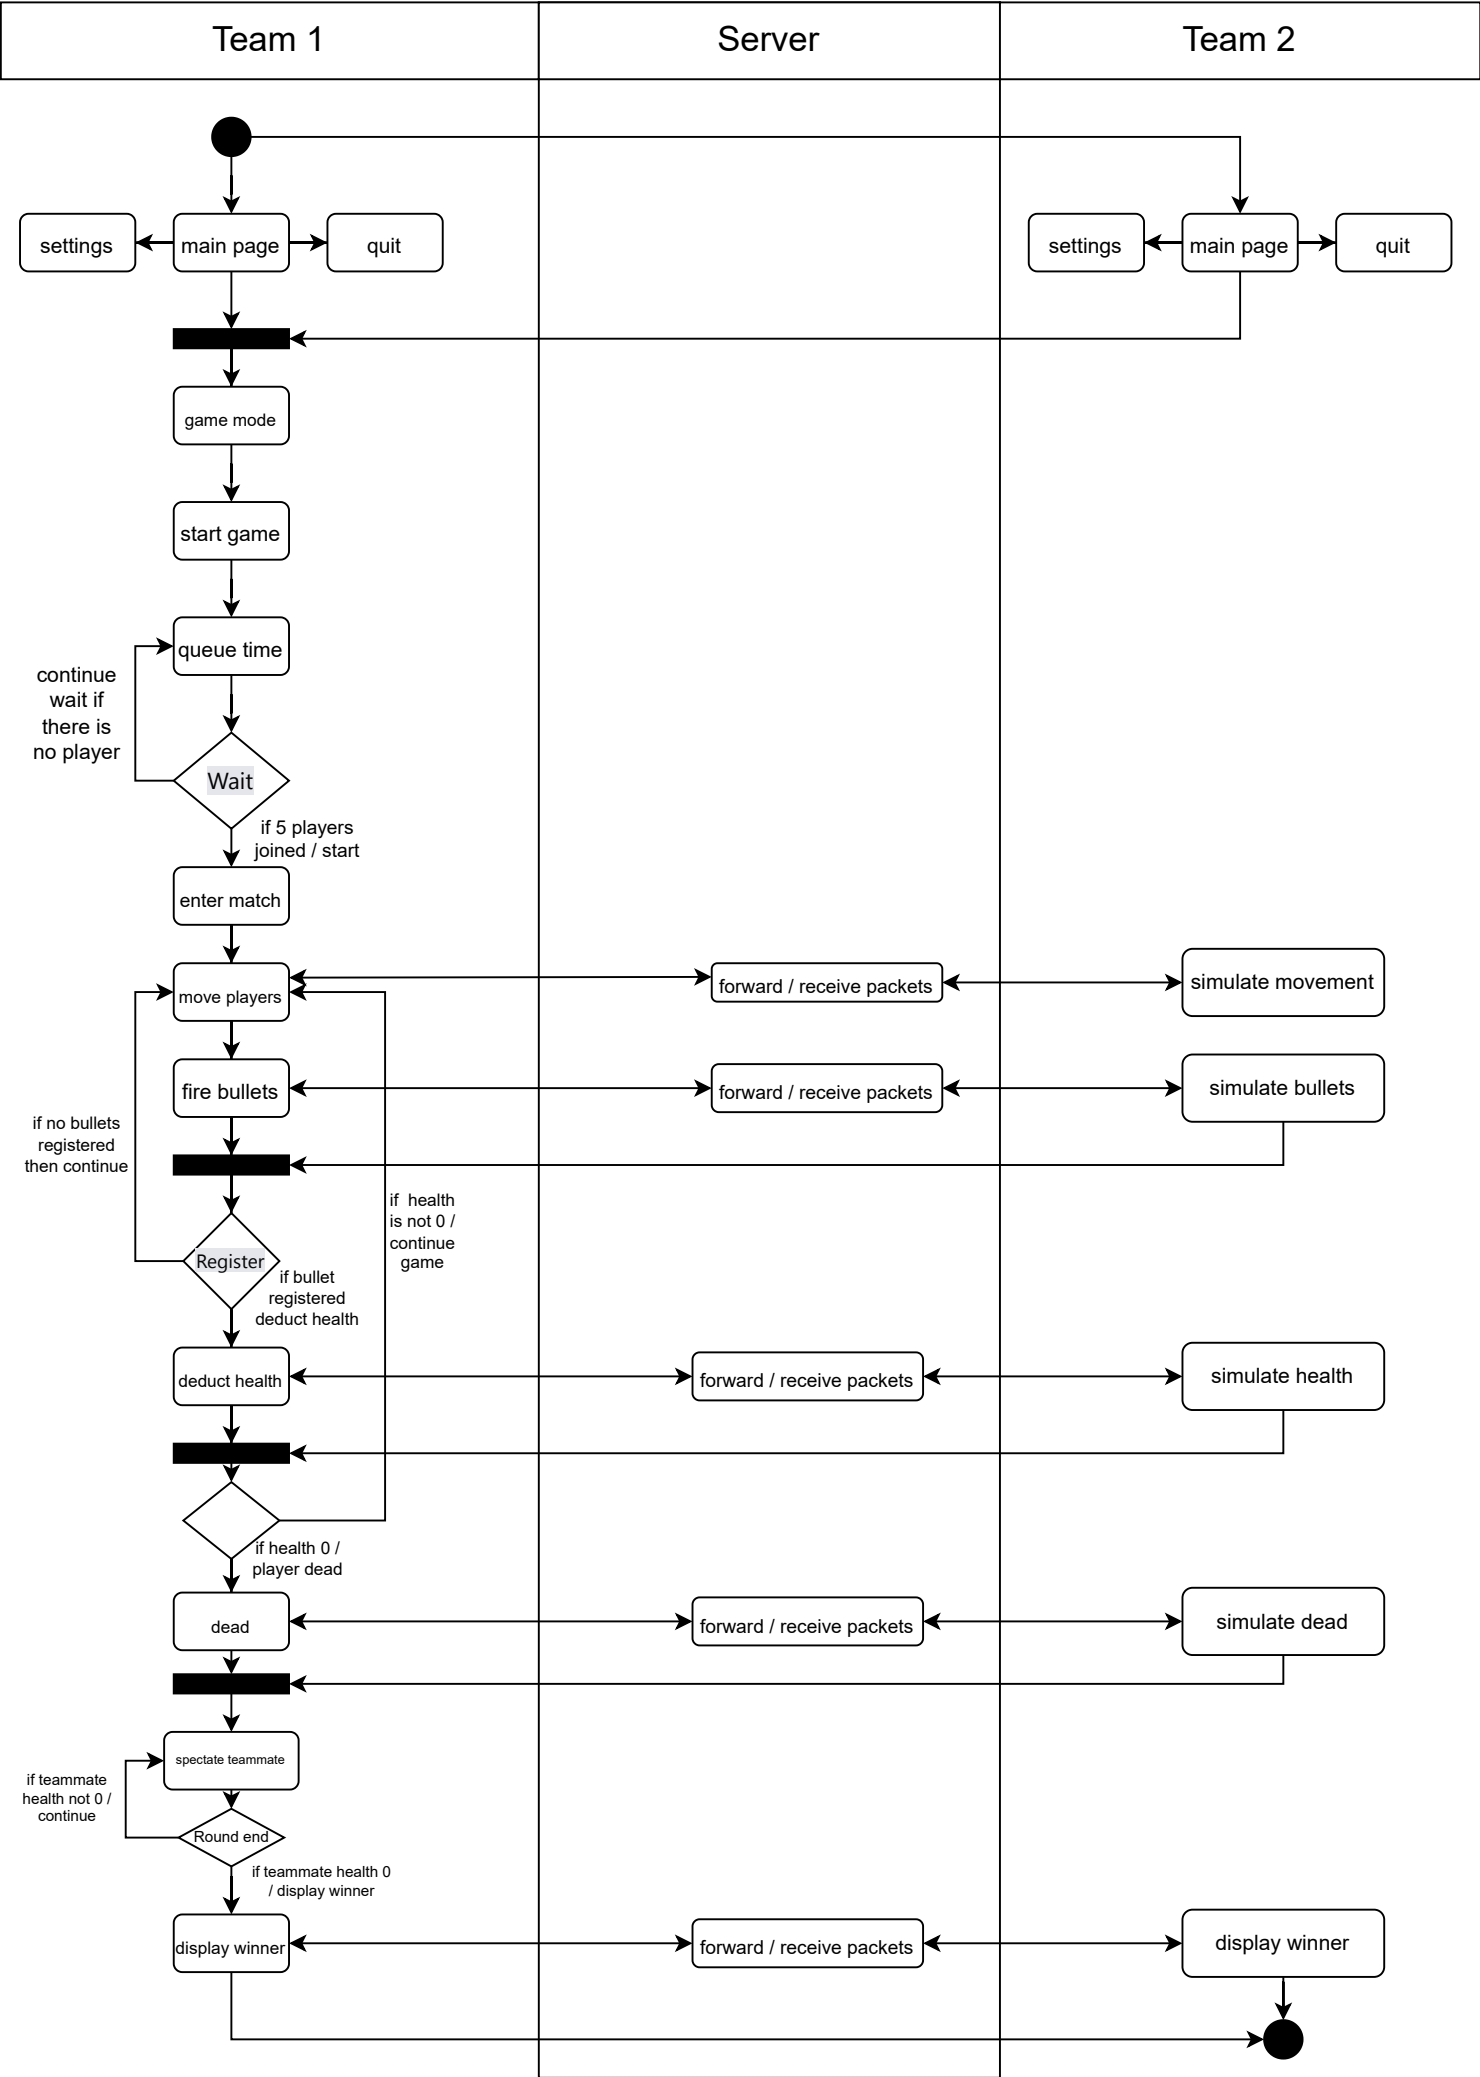 Team 1
Server
Team 2
settings
main page
quit
settings
main page
quit
game mode
start game
queue time
continue
wait if
there is
no player
Wait
if 5 players
joined / start
enter match
move players
forward / receive packets
simulate movement
fire bullets
forward / receive packets
simulate bullets
if no bullets
registered
then continue
if  health
is not 0 /
continue
game
Register
if bullet
registered
deduct health
deduct health
forward / receive packets
simulate health
if health 0 /
player dead
dead
forward / receive packets
simulate dead
spectate teammate
if teammate
health not 0 /
continue
Round end
if teammate health 0
/ display winner
display winner
forward / receive packets
display winner